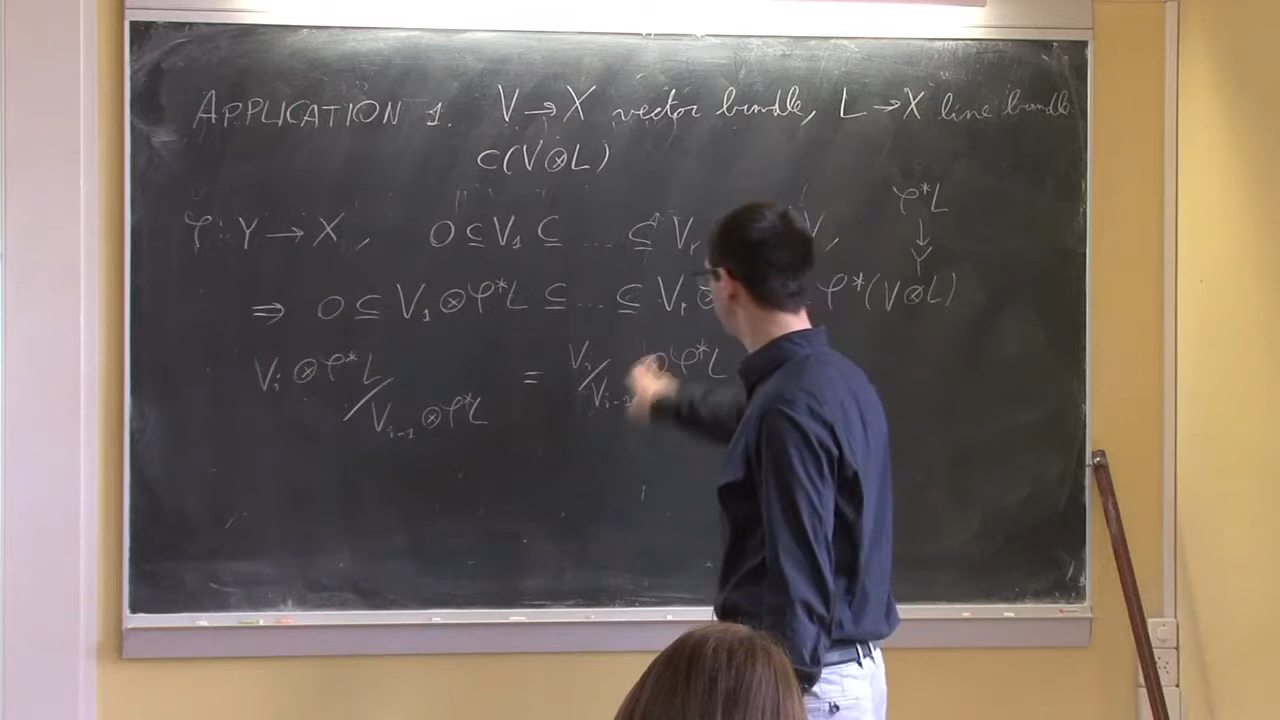 APPLICATION 1. V → X vector bundle, L → X line bundle
c(V⊗L)
φ: Y → X, 0 ⊆ V₁ ⊆ ... ⊆ Vᵣ V,
φ*L
↓
Y
⇒ 0 ⊆ V₁ ⊗ φ*L ⊆ ... ⊆ Vᵣ ⊗ φ*(V⊗L)
Vᵢ ⊗ φ*L / Vᵢ₋₁ ⊗ φ*L = Vᵢ / Vᵢ₋₁ ⊗ φ*L